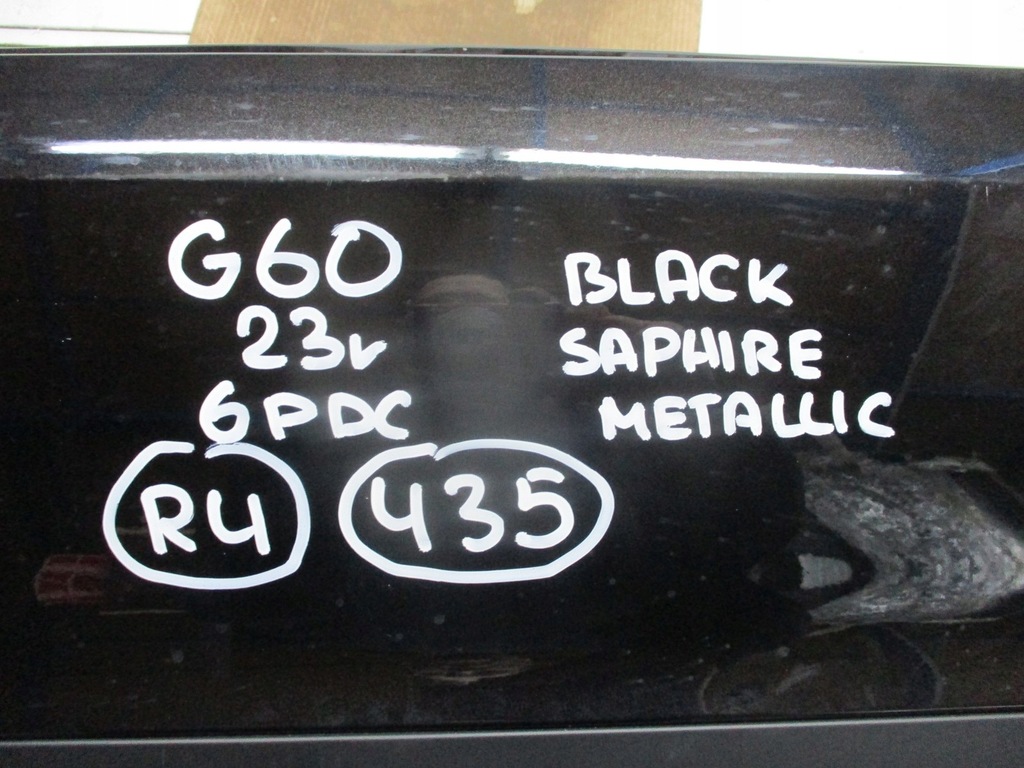 G60
23r
6PDC
R4 435
BLACK
SAPHIRE
METALLIC